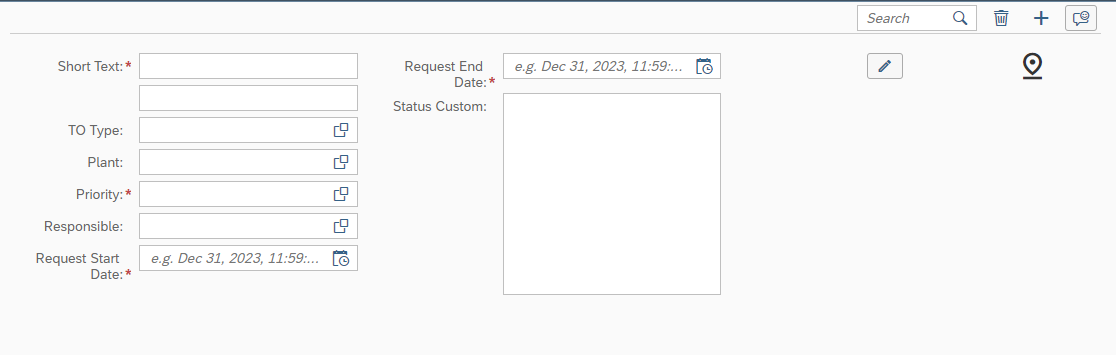 Search
Short Text:*
TO Type:
Plant:
Priority:*
Responsible:
Request Start
Date:*
e.g. Dec 31, 2023, 11:59:...
Request End
Date:*
e.g. Dec 31, 2023, 11:59:...
Status Custom: